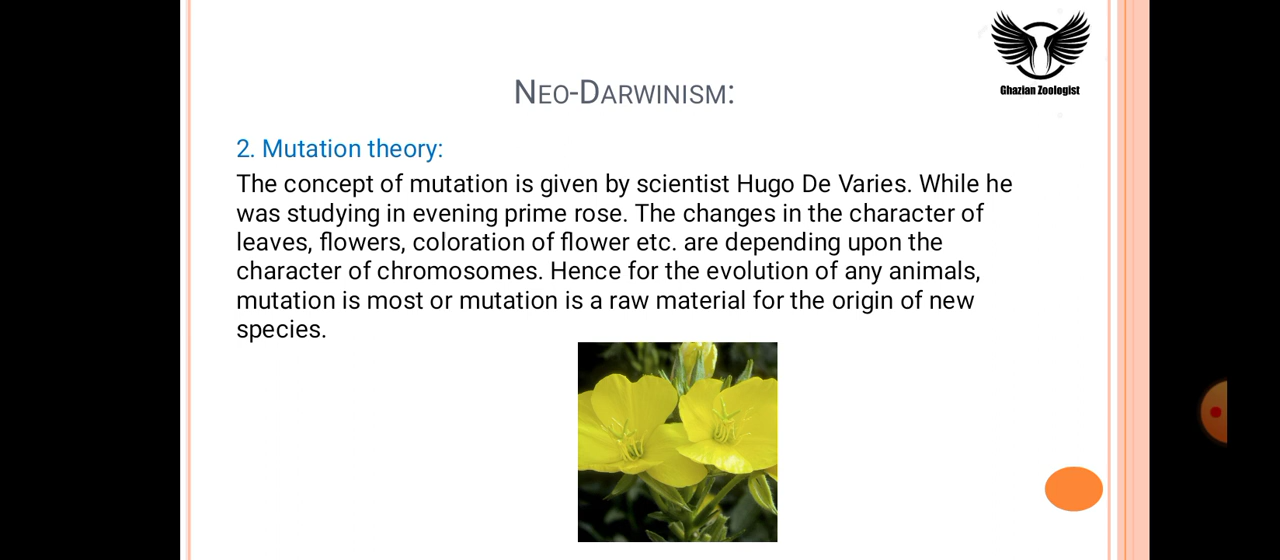 Ghazian Zoologist
NEO-DARWINISM:
2. Mutation theory:
The concept of mutation is given by scientist Hugo De Varies. While he
was studying in evening prime rose. The changes in the character of
leaves, flowers, coloration of flower etc. are depending upon the
character of chromosomes. Hence for the evolution of any animals,
mutation is most or mutation is a raw material for the origin of new
species.